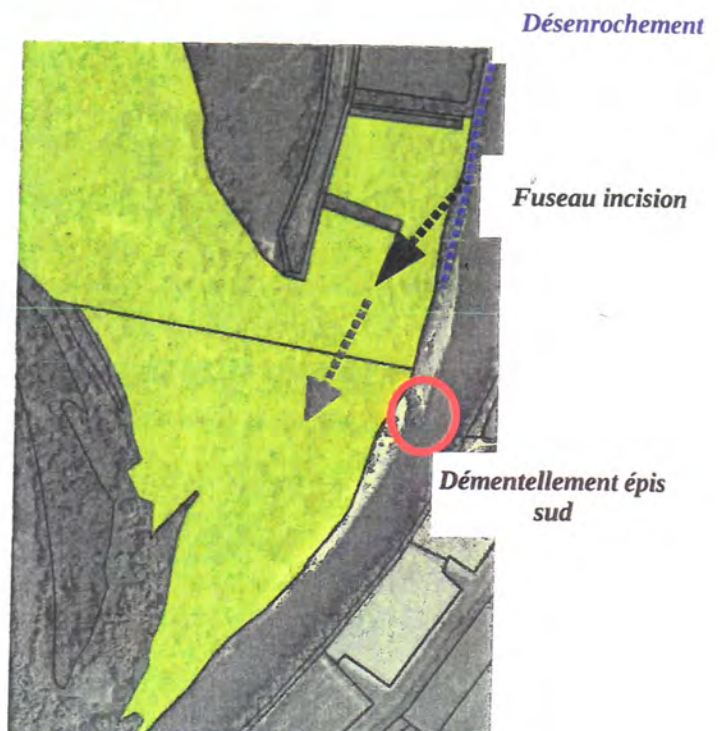 Désenrochement
Fuseau incision
Démentellement épis
sud